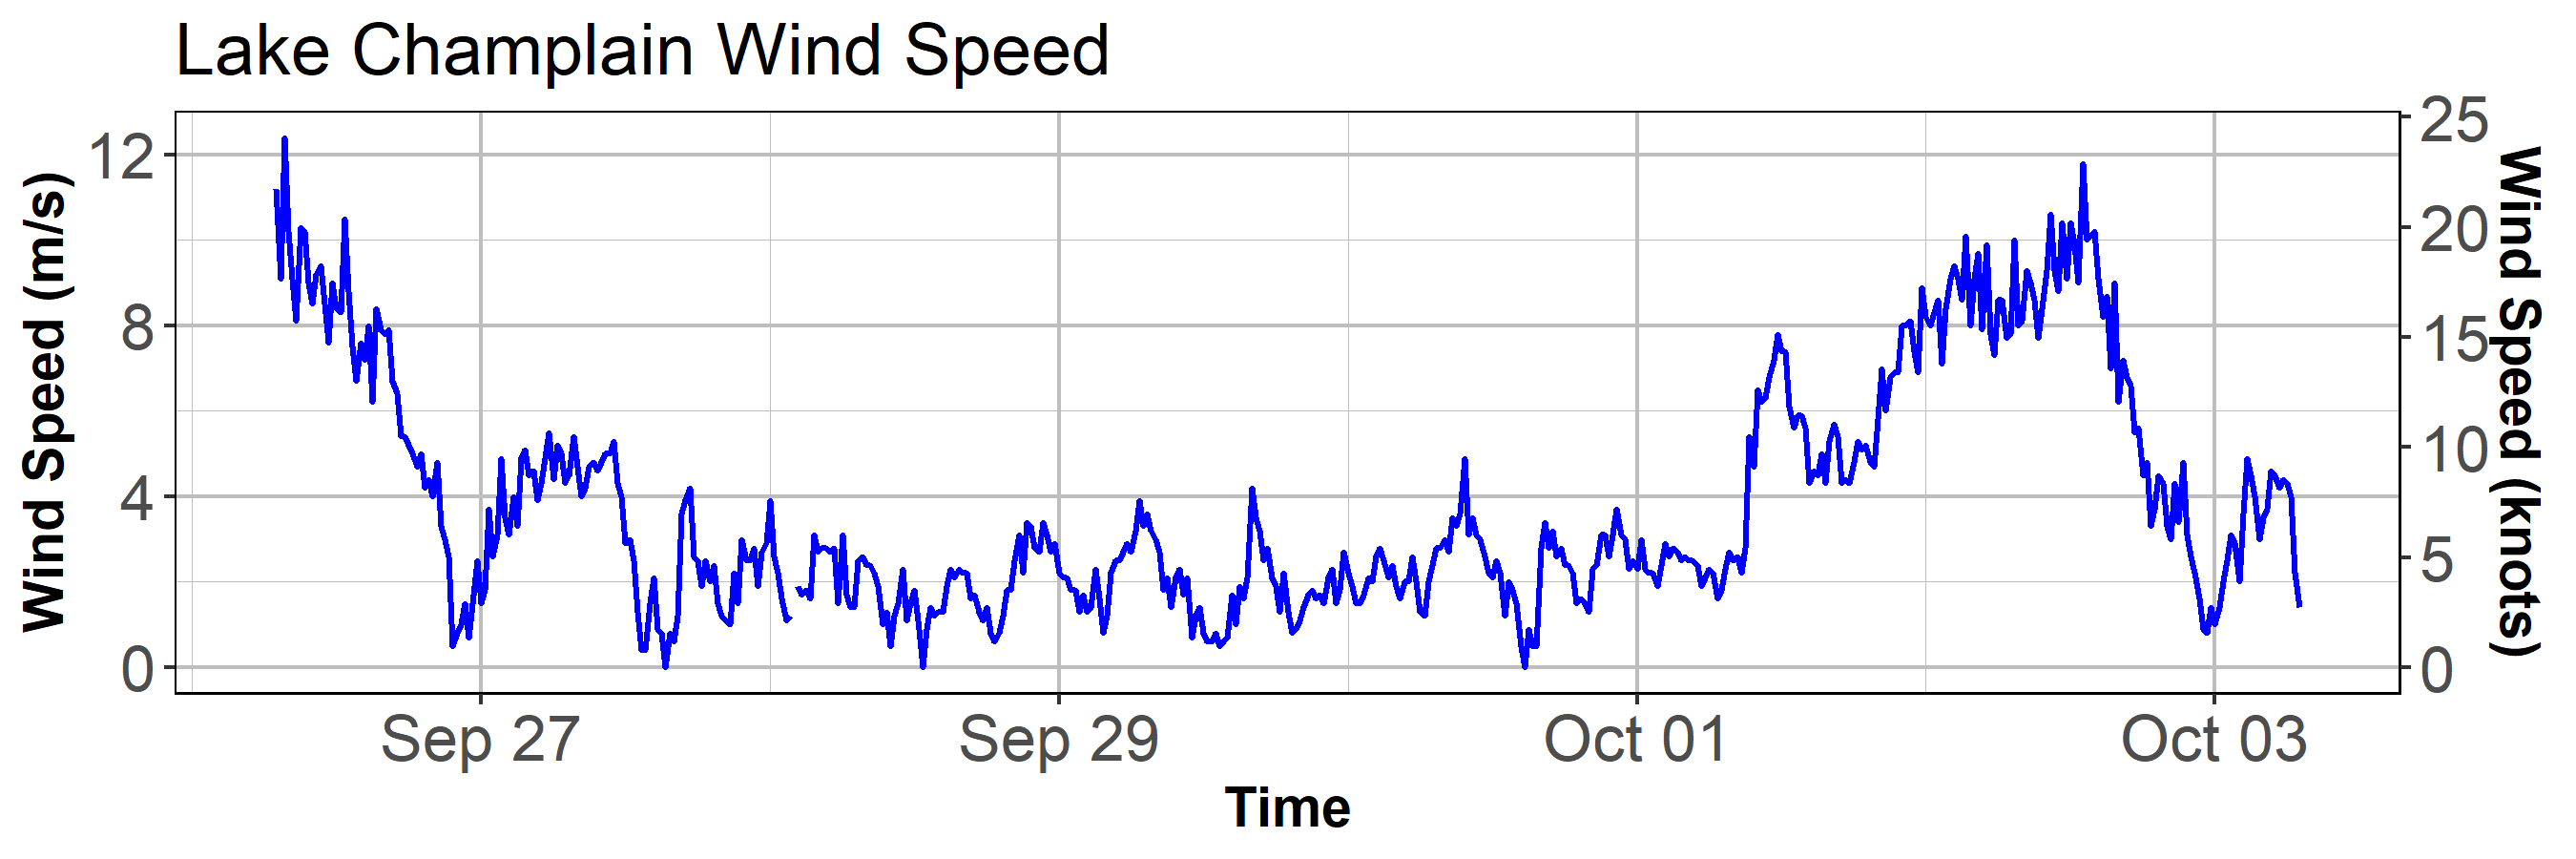 Lake Champlain Wind Speed
Wind Speed (m/s)
12
8
4
0
25
20
15
10
5
0
Wind Speed (knots)
Sep 27
Sep 29
Oct 01
Oct 03
Time